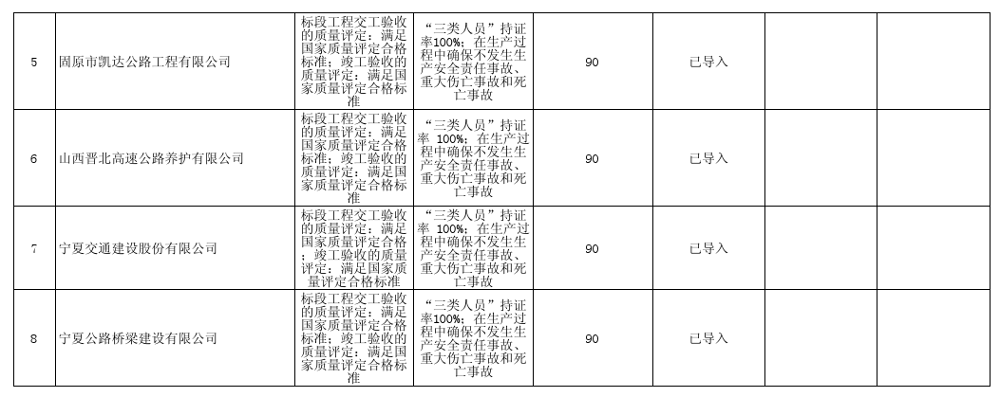 5
固原市凯达公路工程有限公司
标段工程交工验收
的质量评定：满足
国家质量评定合格
标准；竣工验收的
质量评定：满足国
家质量评定合格标
准
“三类人员”持证
率100%；在生产过
程中确保不发生生
产安全责任事故、
重大伤亡事故和死
亡事故
90
已导入
6
山西晋北高速公路养护有限公司
标段工程交工验收
的质量评定：满足
国家质量评定合格
标准；竣工验收的
质量评定：满足国
家质量评定合格标
准
“三类人员”持证
率 100%；在生产过
程中确保不发生生
产安全责任事故、
重大伤亡事故和死
亡事故
90
已导入
7
宁夏交通建设股份有限公司
标段工程交工验收
的质量评定：满足
国家质量评定合格
；竣工验收的质量
评定：满足国家质
量评定合格标准
“三类人员”持证
率 100%；在生产过
程中确保不发生生
产安全责任事故、
重大伤亡事故和死
亡事故
90
已导入
8
宁夏公路桥梁建设有限公司
标段工程交工验收
的质量评定：满足
国家质量评定合格
标准；竣工验收的
质量评定：满足国
家质量评定合格标
准
“三类人员”持证
率100%；在生产过
程中确保不发生生
产安全责任事故、
重大伤亡事故和死
亡事故
90
已导入